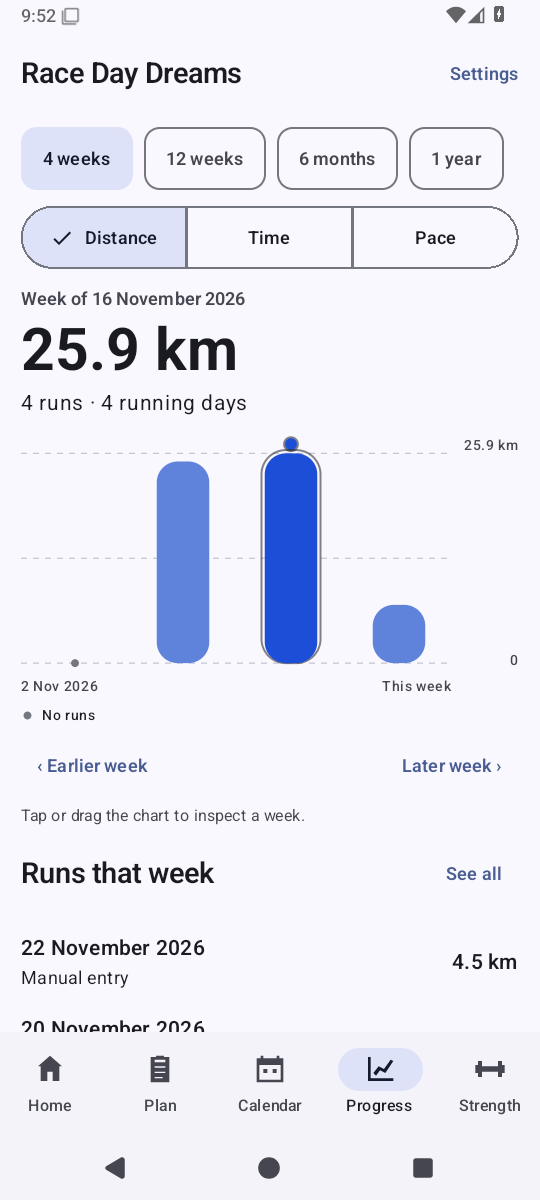 9:52
Race Day Dreams
Settings
4 weeks
12 weeks
6 months
1 year
Distance
Time
Pace
Week of 16 November 2026
25.9 km
4 runs · 4 running days
25.9 km
0
2 Nov 2026
This week
No runs
‹ Earlier week
Later week ›
Tap or drag the chart to inspect a week.
Runs that week
See all
22 November 2026
4.5 km
Manual entry
20 November 2026
Home
Plan
Calendar
Progress
Strength